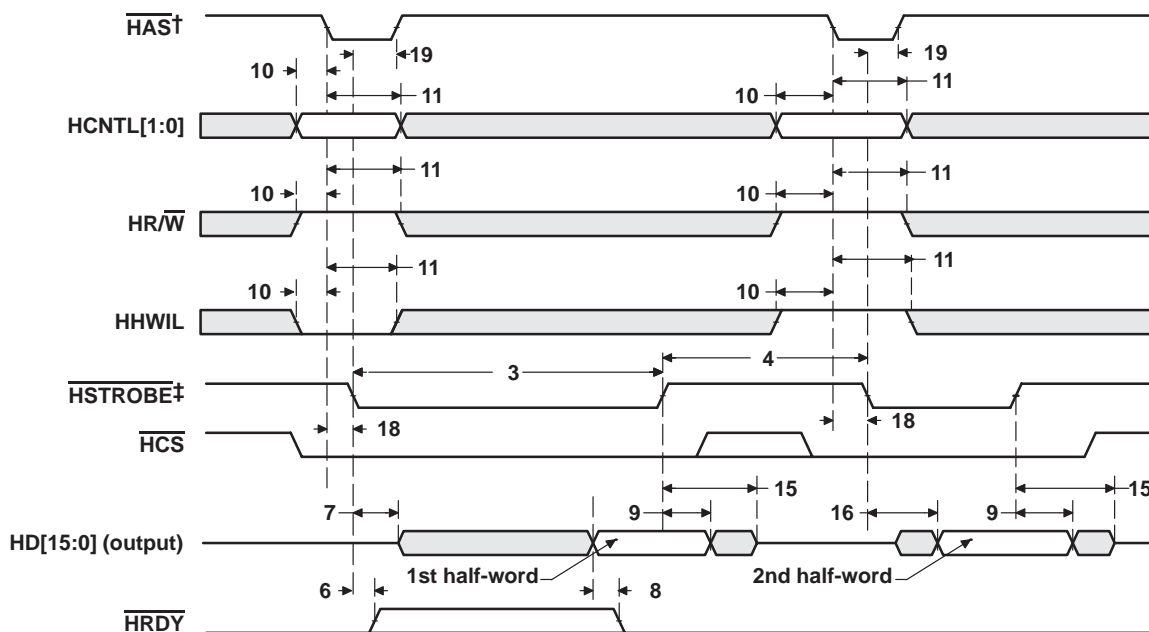 HAS†
19
19
10
11
10
11
HCNTL[1:0]
11
11
10
10
HR/W
11
11
10
10
HHWIL
3
4
HSTROBE‡
18
18
HCS
15
15
7
9
16
9
HD[15:0] (output)
1st half-word
2nd half-word
6
8
HRDY